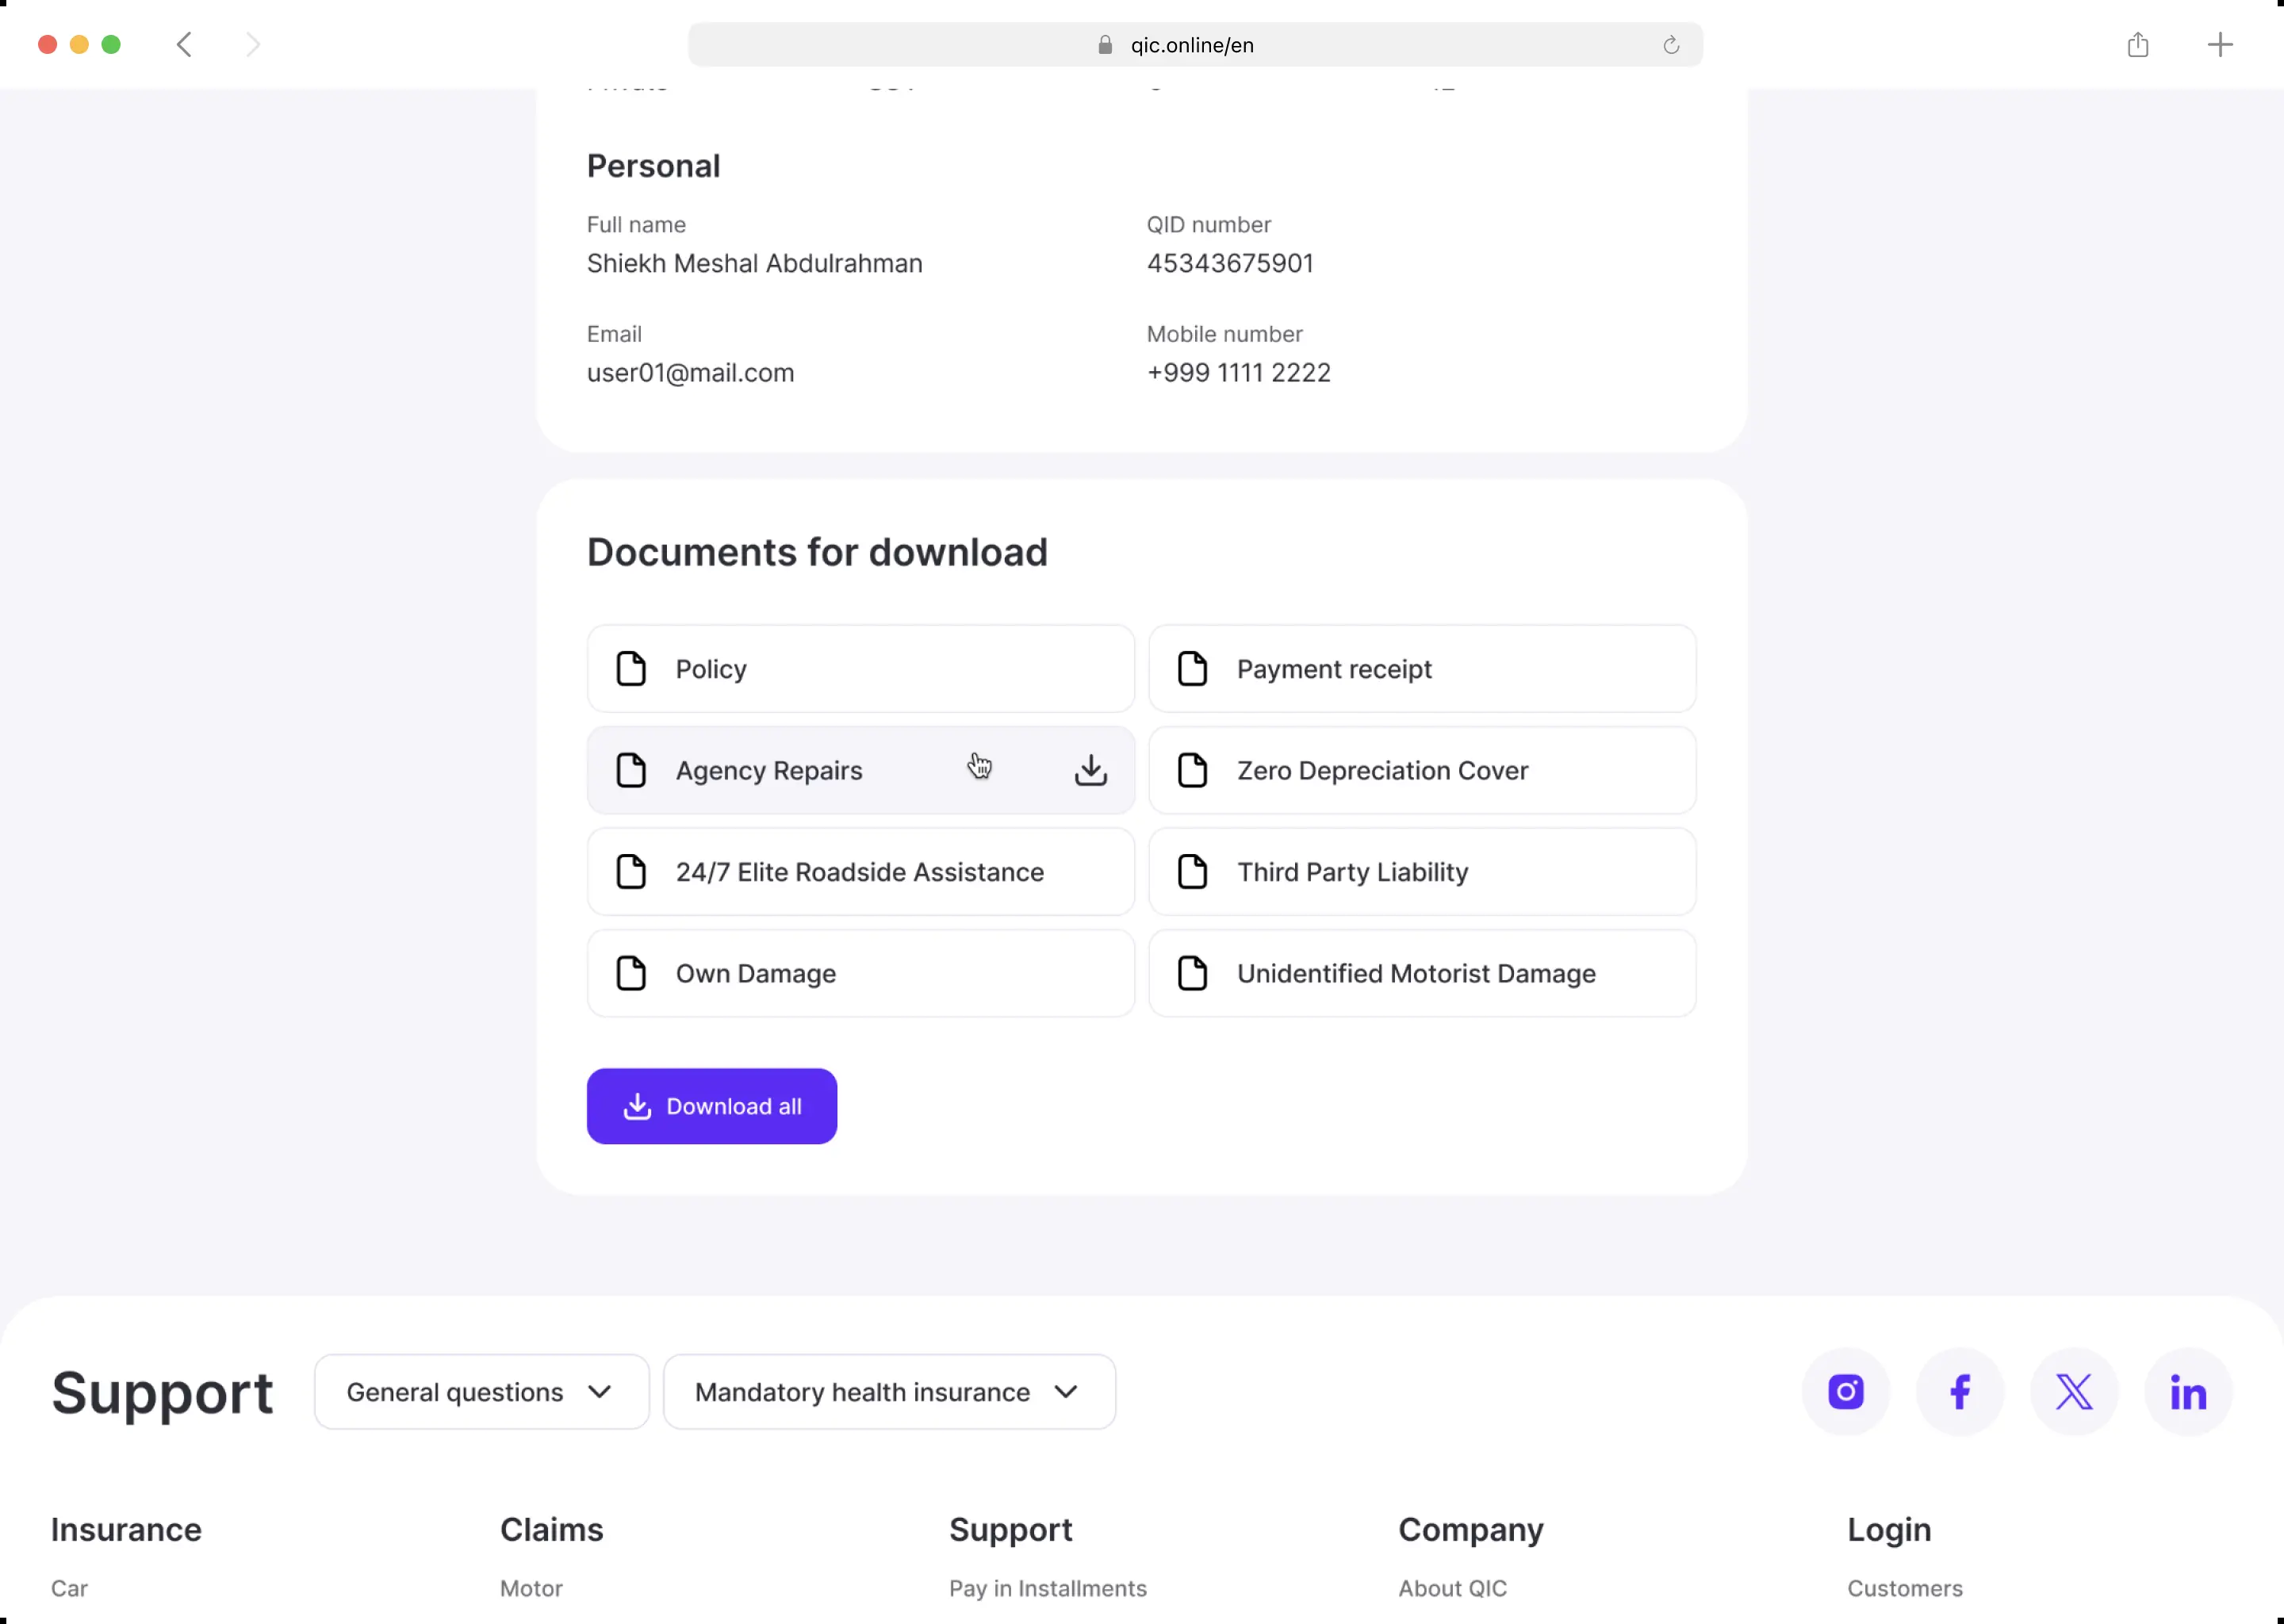 qic.online/en
Personal
Full name
QID number
Shiekh Meshal Abdulrahman
45343675901
Email
Mobile number
user01@mail.com
+999 1111 2222
Documents for download
Policy
Payment receipt
Agency Repairs
Zero Depreciation Cover
24/7 Elite Roadside Assistance
Third Party Liability
Own Damage
Unidentified Motorist Damage
Download all
Support
General questions
Mandatory health insurance
Insurance
Claims
Support
Company
Login
Car
Motor
Pay in Installments
About QIC
Customers